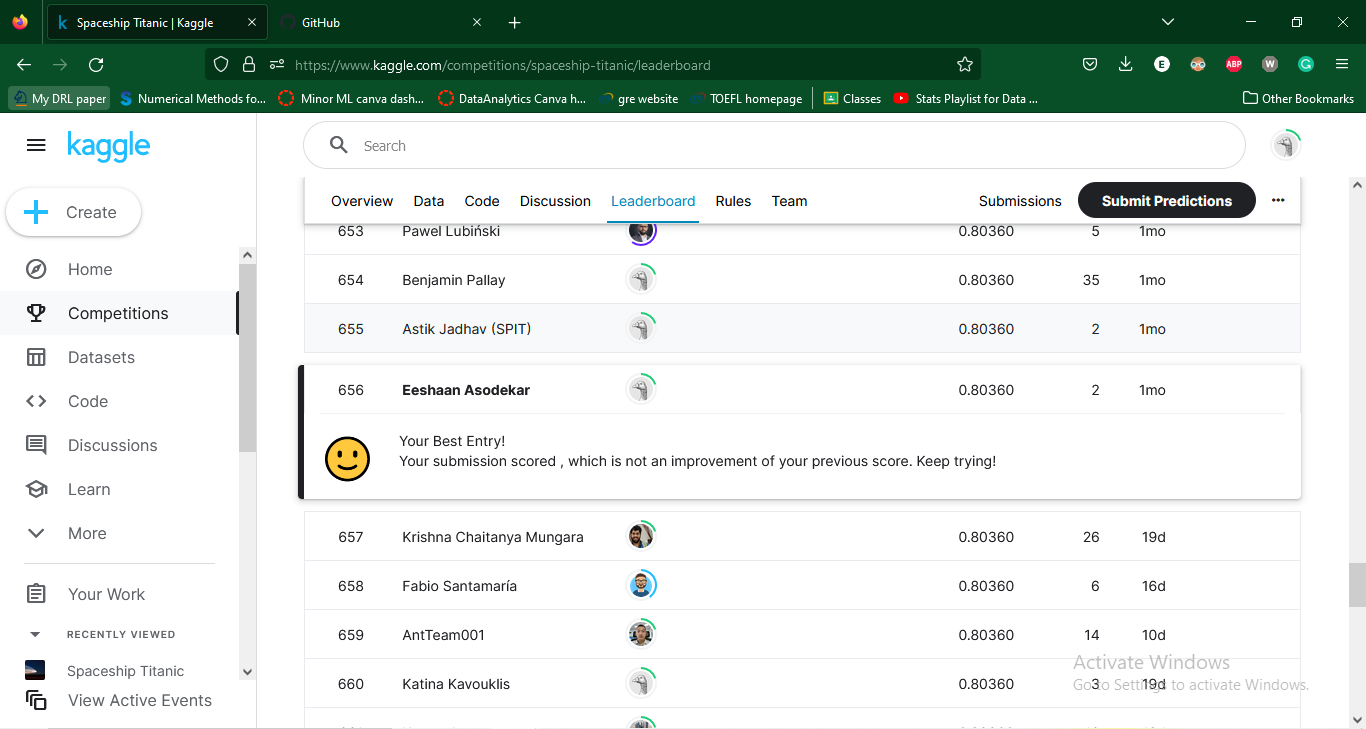 Spaceship Titanic | Kaggle
GitHub
https://www.kaggle.com/competitions/spaceship-titanic/leaderboard
E
ABP
W
My DRL paper
Numerical Methods fo...
Minor ML canva dash...
DataAnalytics Canva h...
gre website
TOEFL homepage
Classes
Stats Playlist for Data ...
Other Bookmarks
kaggle
Search
Create
Home
Competitions
Datasets
Code
Discussions
Learn
More
Your Work
RECENTLY VIEWED
Spaceship Titanic
View Active Events
Overview Data Code Discussion Leaderboard Rules Team Submissions Submit Predictions
653 Pawel Lubiński 0.80360 5 1mo
654 Benjamin Pallay 0.80360 35 1mo
655 Astik Jadhav (SPIT) 0.80360 2 1mo
656 Eeshaan Asodekar 0.80360 2 1mo
Your Best Entry!
Your submission scored , which is not an improvement of your previous score. Keep trying!
657 Krishna Chaitanya Mungara 0.80360 26 19d
658 Fabio Santamaría 0.80360 6 16d
659 AntTeam001 0.80360 14 10d
660 Katina Kavouklis 0.80360 3 19d
Activate Windows
Go to Settings to activate Windows.